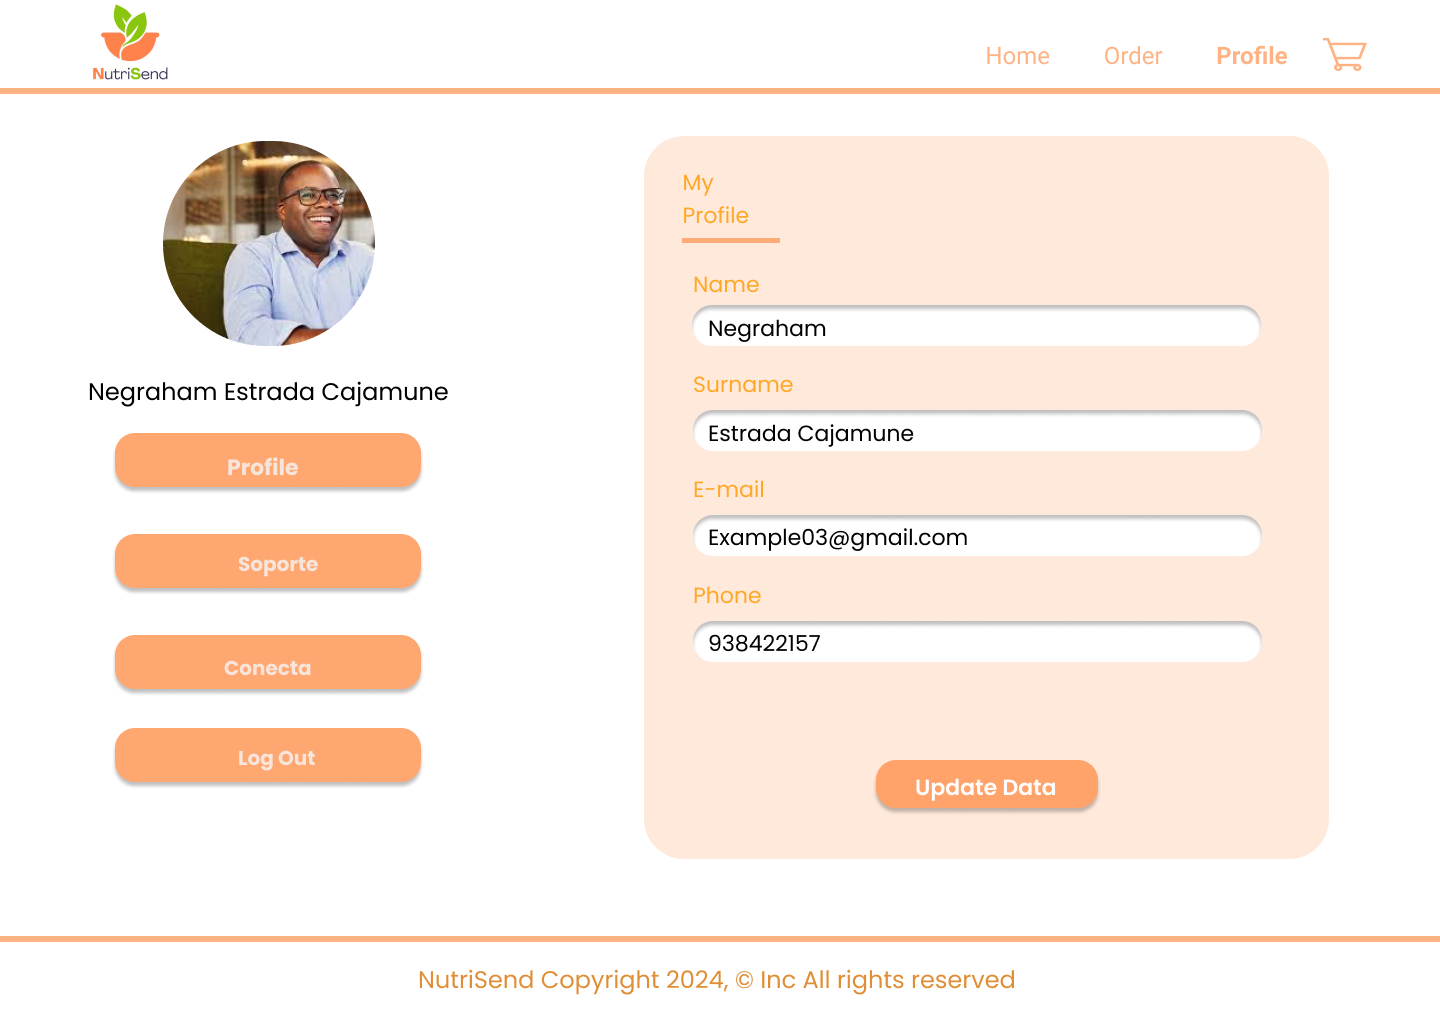 NutriSend
Home Order Profile
Negraham Estrada Cajamune
Profile
Soporte
Conecta
Log Out
My
Profile
Name
Negraham
Surname
Estrada Cajamune
E-mail
Example03@gmail.com
Phone
938422157
Update Data
NutriSend Copyright 2024, © Inc All rights reserved